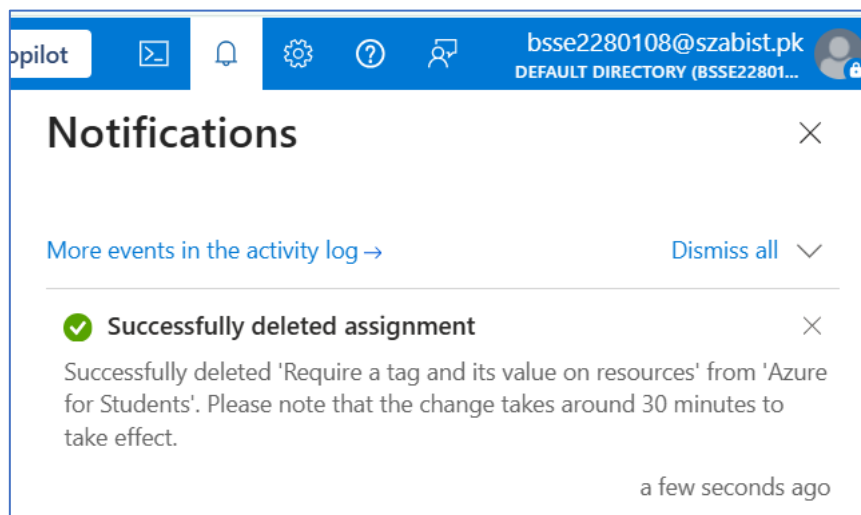 opilot
bsse2280108@szabist.pk
DEFAULT DIRECTORY (BSSE22801...
Notifications
More events in the activity log →
Dismiss all
Successfully deleted assignment
Successfully deleted 'Require a tag and its value on resources' from 'Azure
for Students'. Please note that the change takes around 30 minutes to
take effect.
a few seconds ago